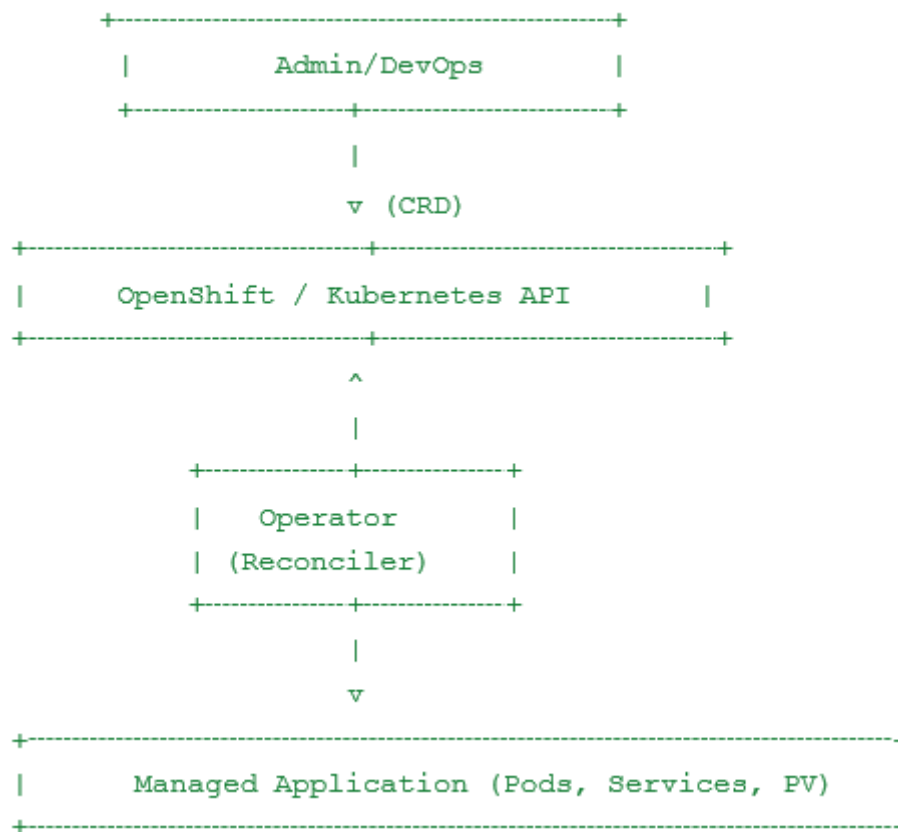 Admin/DevOps
(CRD)
OpenShift / Kubernetes API
Operator
(Reconciler)
Managed Application (Pods, Services, PV)